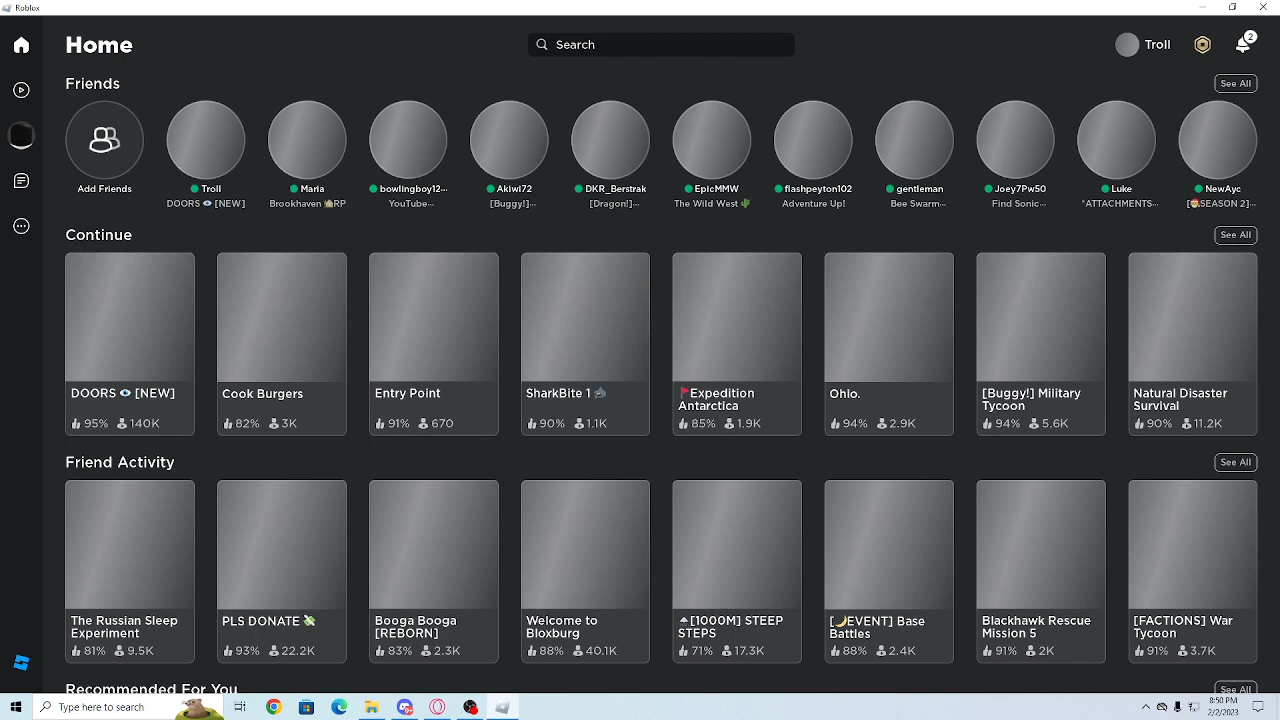 Roblox
Home
Search
Troll
2
Friends
See All
Add Friends
Troll
Maria
bowlingboy12...
Akiwi72
DKR_Berstrak
EpicMMW
flashpeyton102
gentleman
Joey7Pw50
Luke
NewAyc
DOORS 👁 [NEW]
Brookhaven 🏡RP
YouTube...
[Buggy!]...
[Dragon!]...
The Wild West 🌵
Adventure Up!
Bee Swarm...
Find Sonic...
*ATTACHMENTS...
[🎅SEASON 2]...
Continue
See All
DOORS 👁 [NEW]
95% 140K
Cook Burgers
82% 3K
Entry Point
91% 670
SharkBite 1 🦈
90% 1.1K
🚩Expedition
Antarctica
85% 1.9K
Ohio.
94% 2.9K
[Buggy!] Military
Tycoon
94% 5.6K
Natural Disaster
Survival
90% 11.2K
Friend Activity
See All
The Russian Sleep
Experiment
81% 9.5K
PLS DONATE 💸
93% 22.2K
Booga Booga
[REBORN]
83% 2.3K
Welcome to
Bloxburg
88% 40.1K
[1000M] STEEP
STEPS
71% 17.3K
[🌙EVENT] Base
Battles
88% 2.4K
Blackhawk Rescue
Mission 5
91% 2K
[FACTIONS] War
Tycoon
91% 3.7K
Recommended For You
See All
Type here to search
8:50 PM
2/2/2023